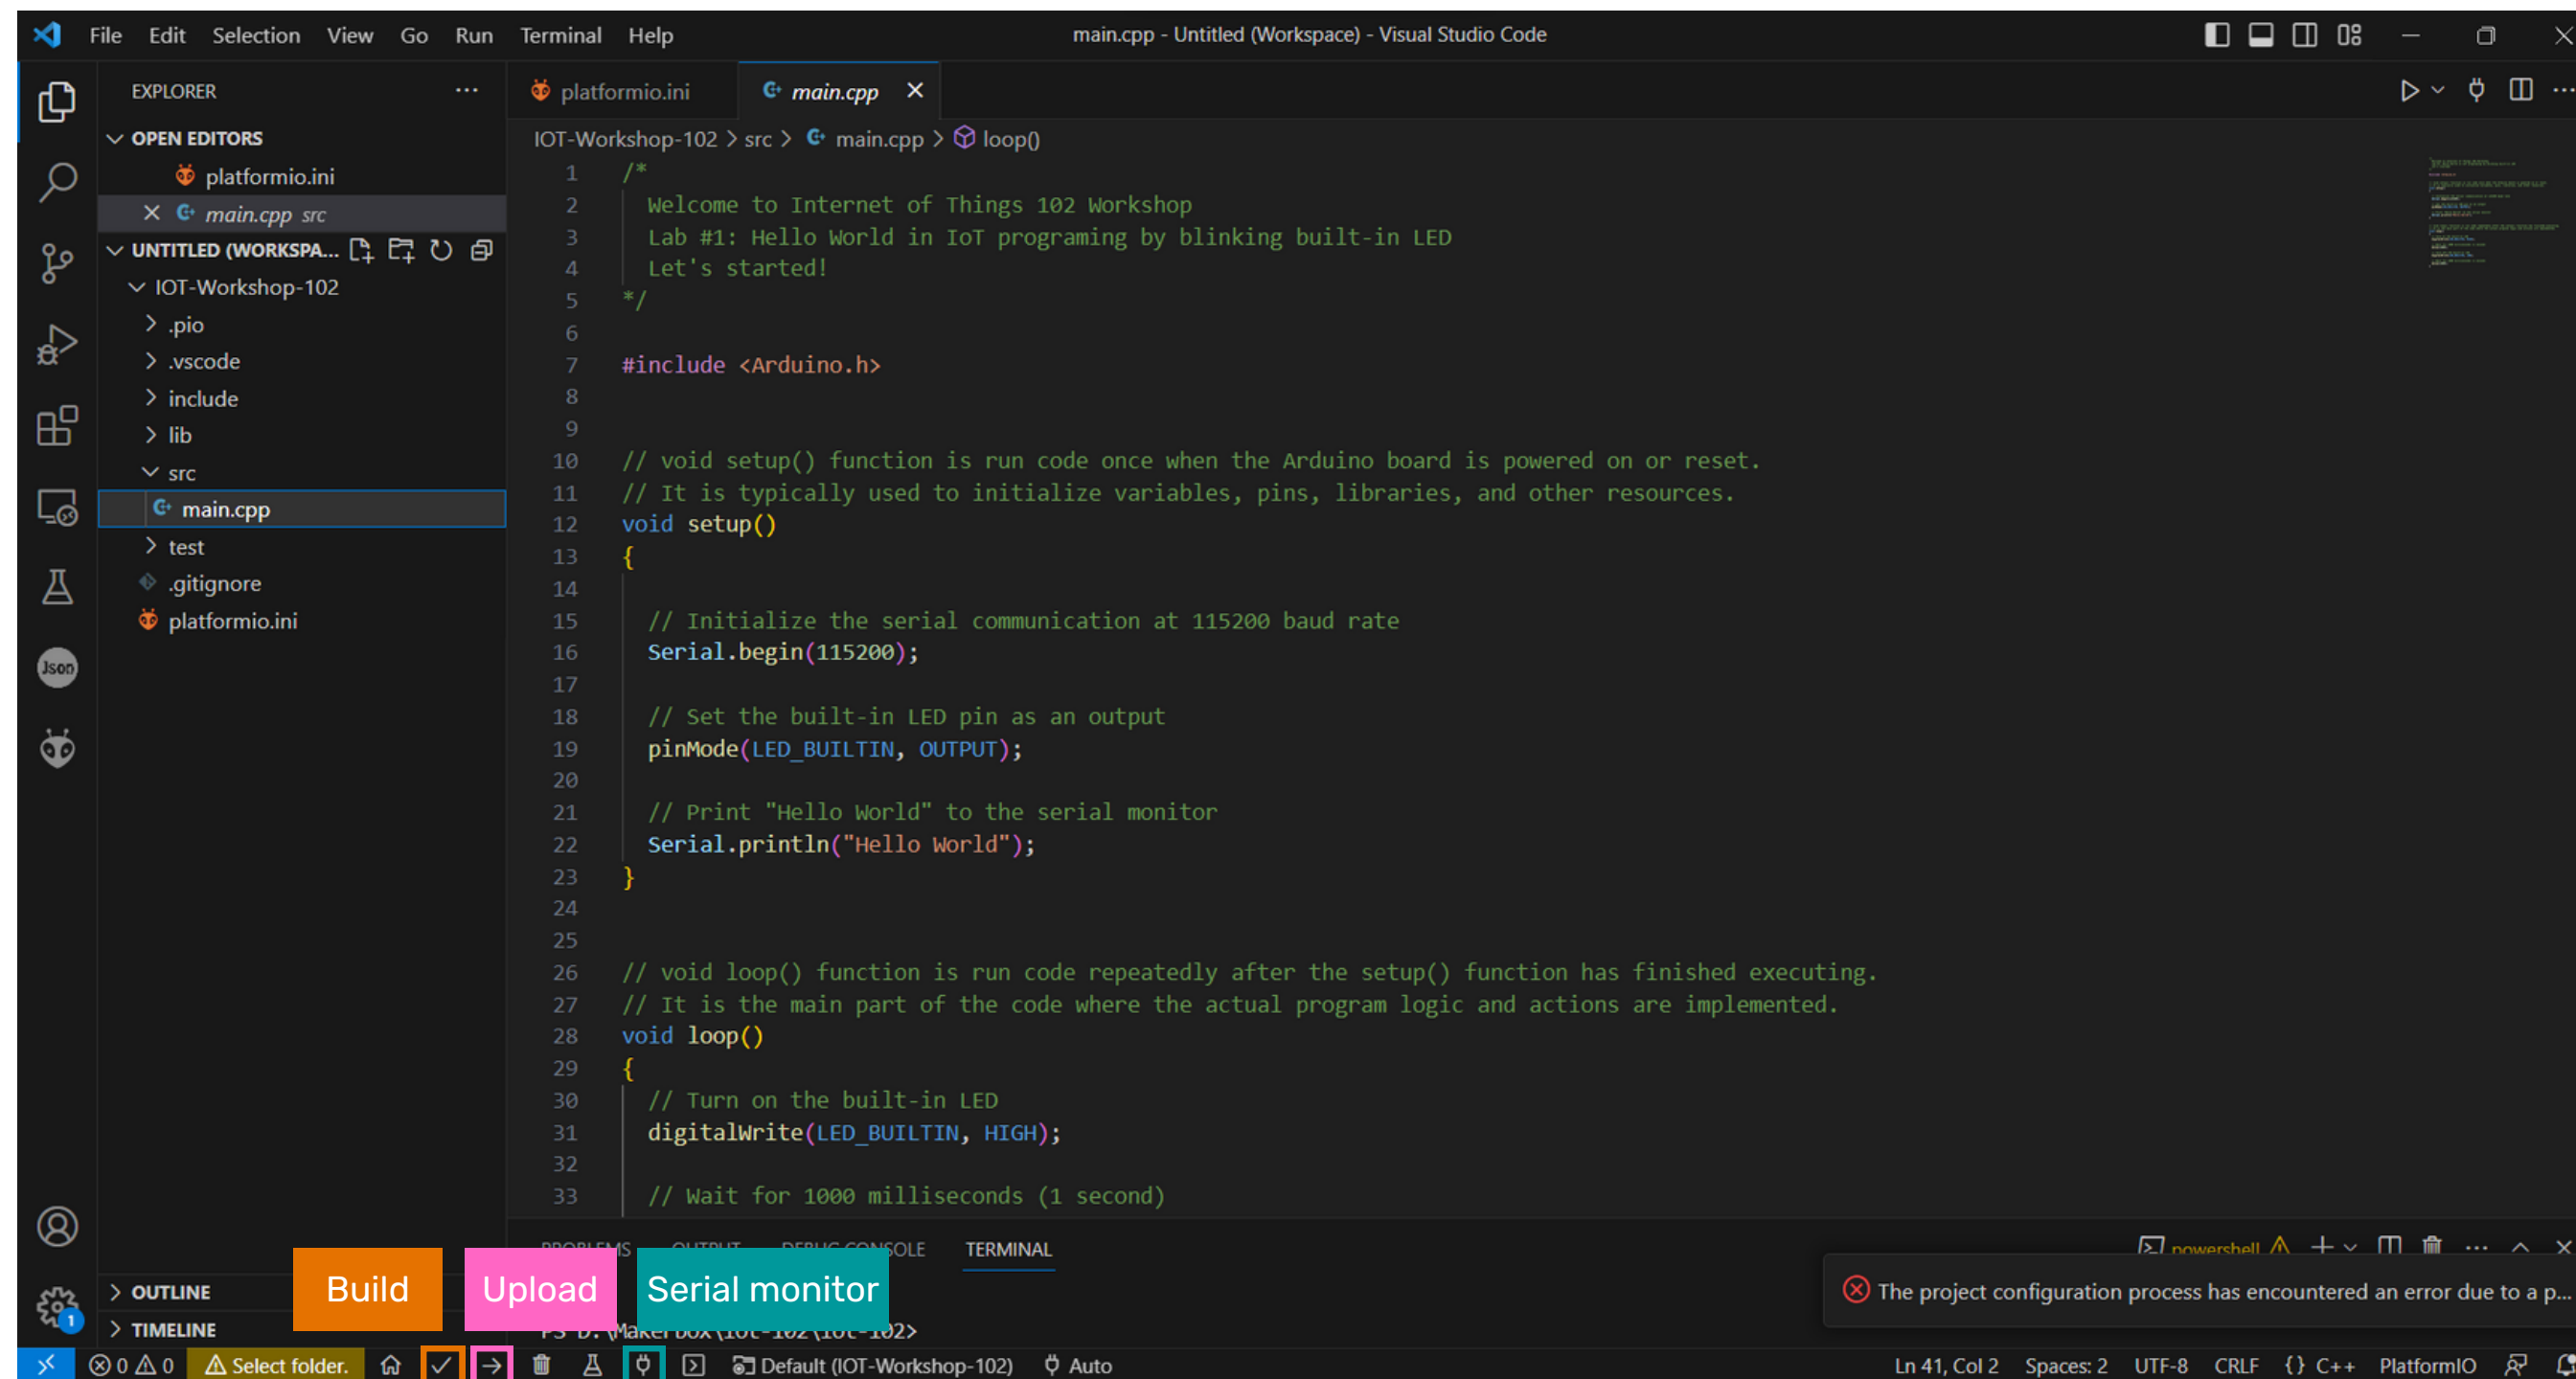 File Edit Selection View Go Run Terminal Help
main.cpp - Untitled (Workspace) - Visual Studio Code
EXPLORER
platformio.ini
main.cpp
OPEN EDITORS
platformio.ini
main.cpp src
UNTITLED (WORKSPA...
IOT-Workshop-102
.pio
.vscode
include
lib
src
main.cpp
test
.gitignore
platformio.ini
Json
OUTLINE
TIMELINE
1
IOT-Workshop-102 > src > main.cpp > loop()
1 /*
2 Welcome to Internet of Things 102 Workshop
3 Lab #1: Hello World in IoT programing by blinking built-in LED
4 Let's started!
5 */
6
7 #include <Arduino.h>
8
9
10 // void setup() function is run code once when the Arduino board is powered on or reset.
11 // It is typically used to initialize variables, pins, libraries, and other resources.
12 void setup()
13 {
14
15 // Initialize the serial communication at 115200 baud rate
16 Serial.begin(115200);
17
18 // Set the built-in LED pin as an output
19 pinMode(LED_BUILTIN, OUTPUT);
20
21 // Print "Hello World" to the serial monitor
22 Serial.println("Hello World");
23 }
24
25
26 // void loop() function is run code repeatedly after the setup() function has finished executing.
27 // It is the main part of the code where the actual program logic and actions are implemented.
28 void loop()
29 {
30 // Turn on the built-in LED
31 digitalWrite(LED_BUILTIN, HIGH);
32
33 // Wait for 1000 milliseconds (1 second)
PROBLEMS OUTPUT DEBUG CONSOLE TERMINAL
powershell
Build
Upload
Serial monitor
The project configuration process has encountered an error due to a p...
PS D:\Makerbox\iot-102\iot-102>
0 0 Select folder. Default (IOT-Workshop-102) Auto
Ln 41, Col 2 Spaces: 2 UTF-8 CRLF {} C++ PlatformIO